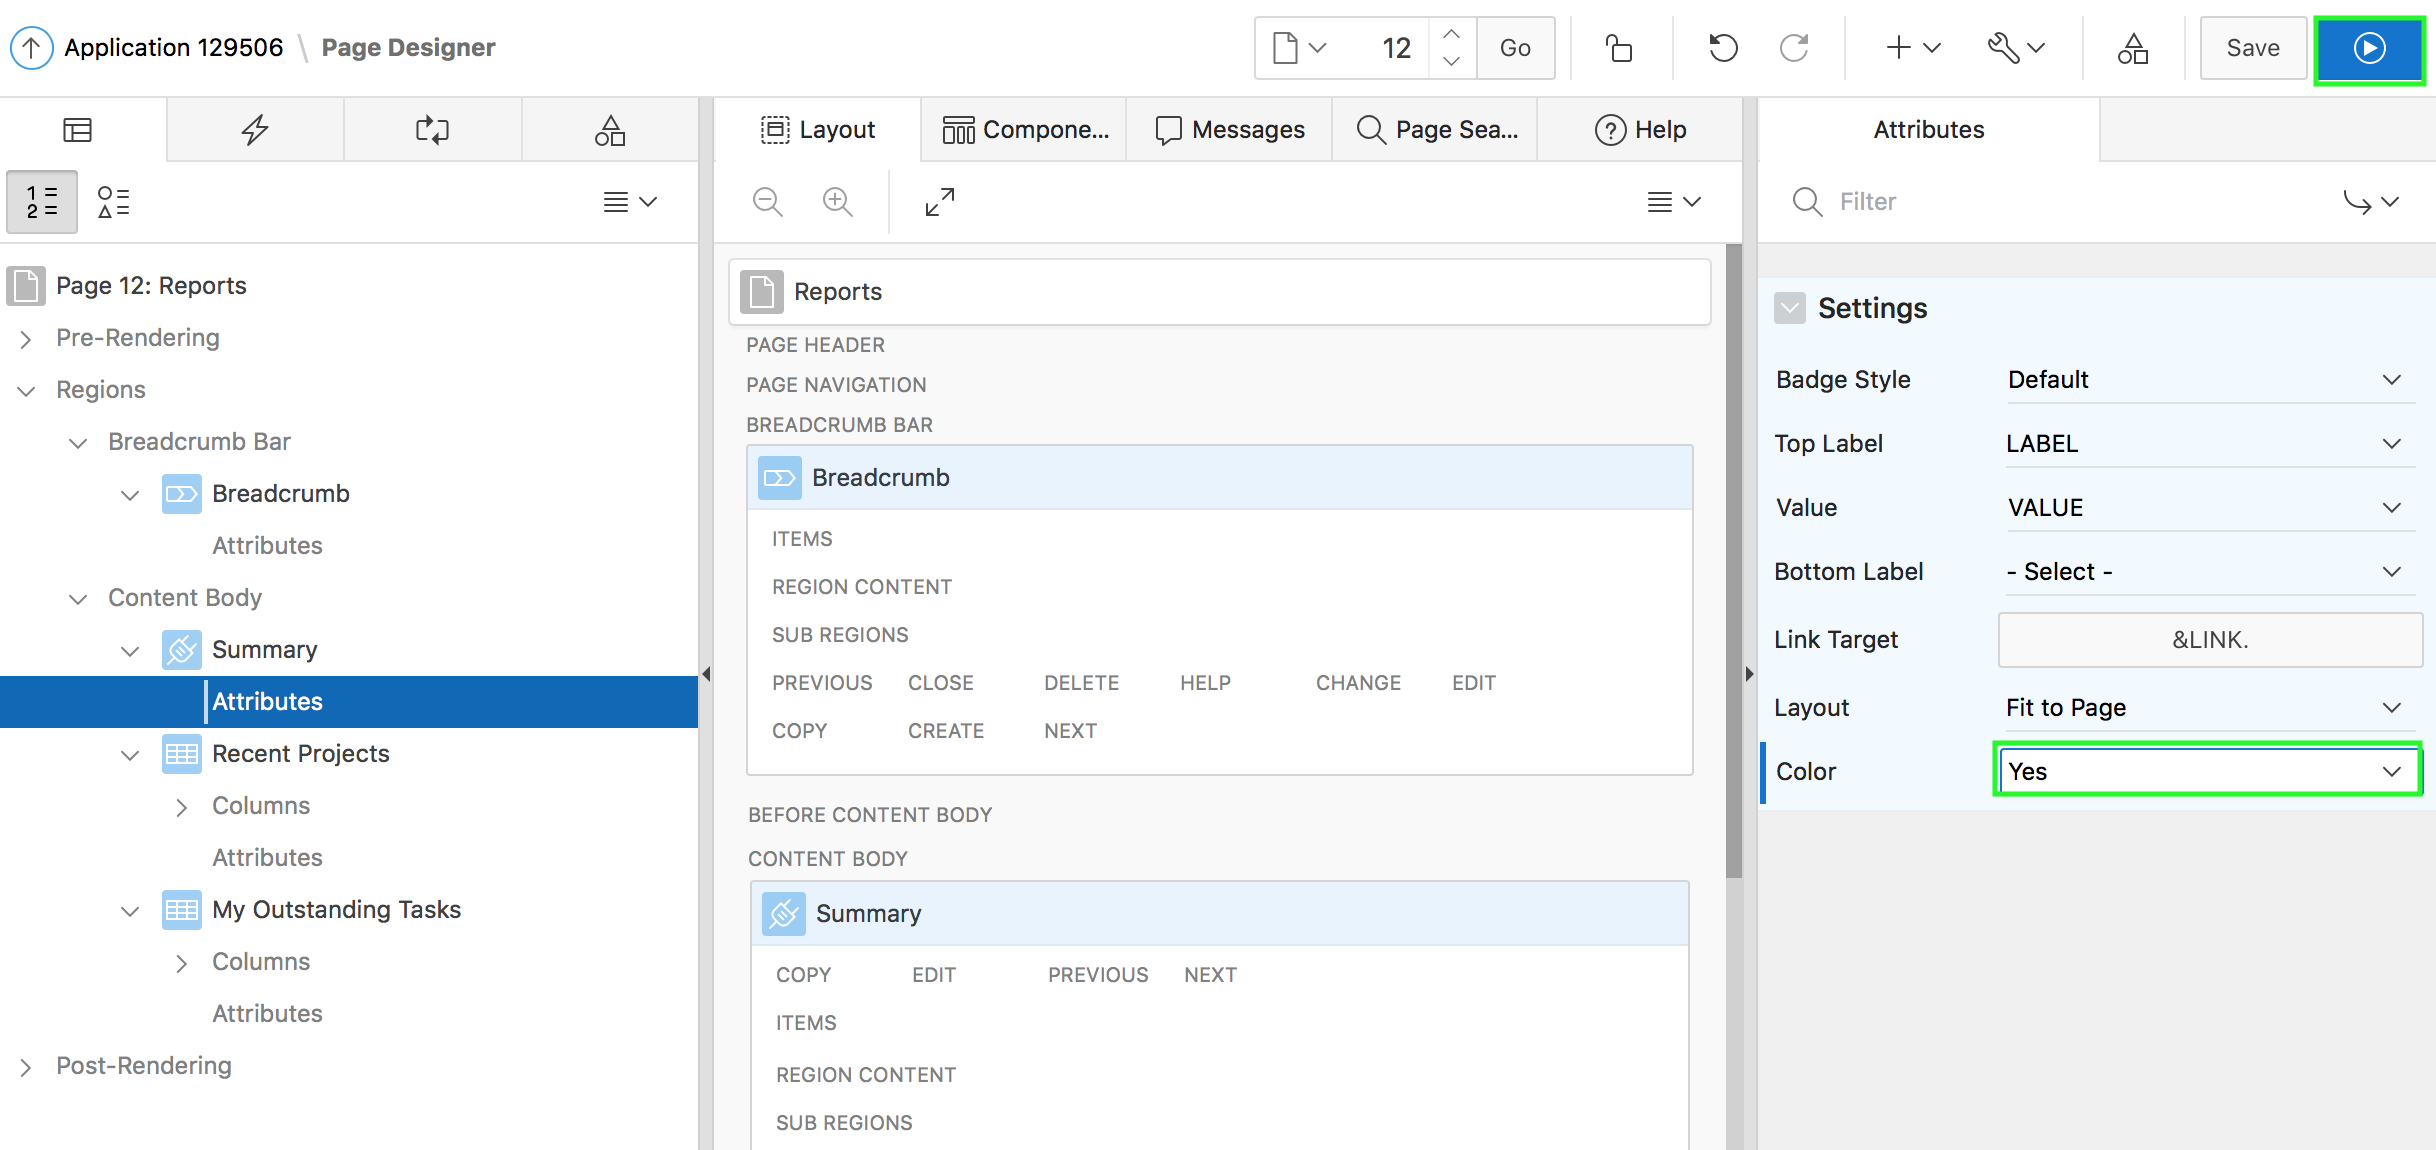 Application 129506 \ Page Designer
12
Go
Save
Layout
Compone...
Messages
Page Sea...
Help
Attributes
1
2
Filter
Page 12: Reports
Pre-Rendering
Regions
Breadcrumb Bar
Breadcrumb
Attributes
Content Body
Summary
Attributes
Recent Projects
Columns
Attributes
My Outstanding Tasks
Columns
Attributes
Post-Rendering
Reports
PAGE HEADER
PAGE NAVIGATION
BREADCRUMB BAR
Breadcrumb
ITEMS
REGION CONTENT
SUB REGIONS
PREVIOUS CLOSE DELETE HELP CHANGE EDIT
COPY CREATE NEXT
BEFORE CONTENT BODY
CONTENT BODY
Summary
COPY EDIT PREVIOUS NEXT
ITEMS
REGION CONTENT
SUB REGIONS
Settings
Badge Style Default
Top Label LABEL
Value VALUE
Bottom Label - Select -
Link Target &LINK.
Layout Fit to Page
Color Yes